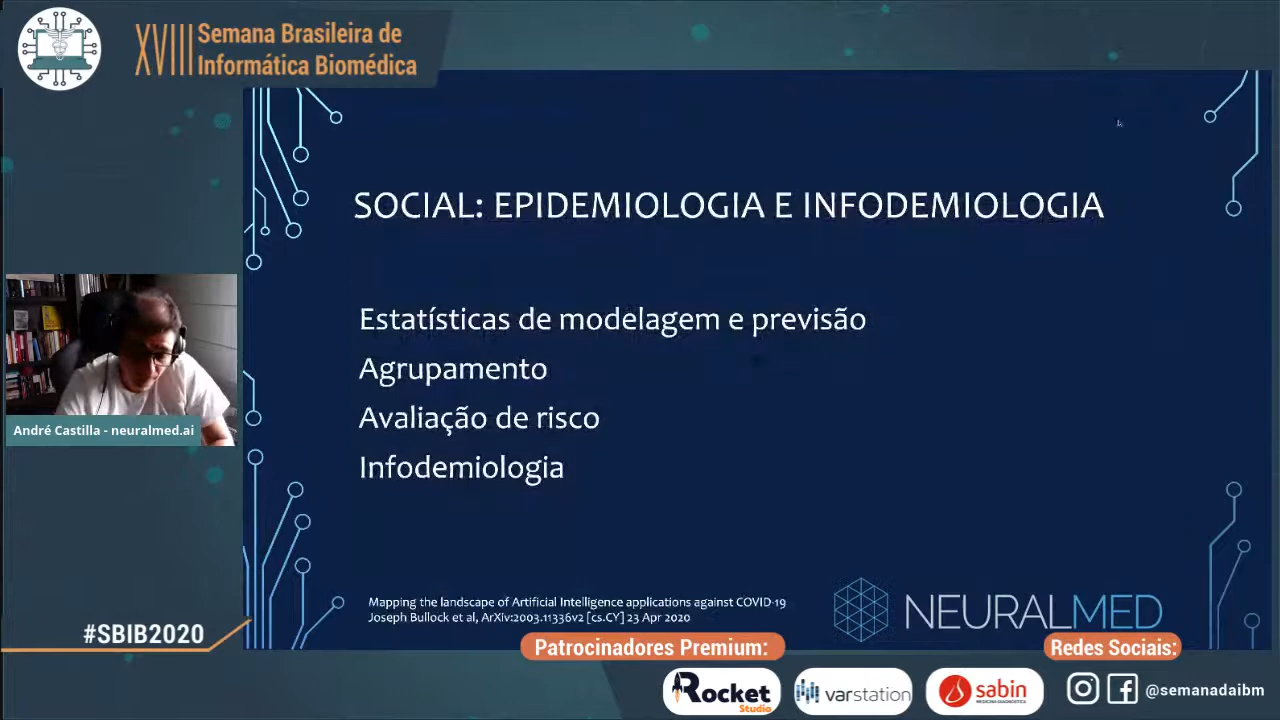 XVIII Semana Brasileira de
Informática Biomédica
SOCIAL: EPIDEMIOLOGIA E INFODEMIOLOGIA
Estatísticas de modelagem e previsão
Agrupamento
Avaliação de risco
Infodemiologia
André Castilla - neuralmed.ai
Mapping the landscape of Artificial Intelligence applications against COVID-19
Joseph Bullock et al, ArXiv:2003.11336v2 [cs.CY] 23 Apr 2020
NEURALMED
#SBIB2020
Patrocinadores Premium:
Redes Sociais:
Rocket
Studio
varstation
sabin
MEDICINA DIAGNÓSTICA
@semanadaibm